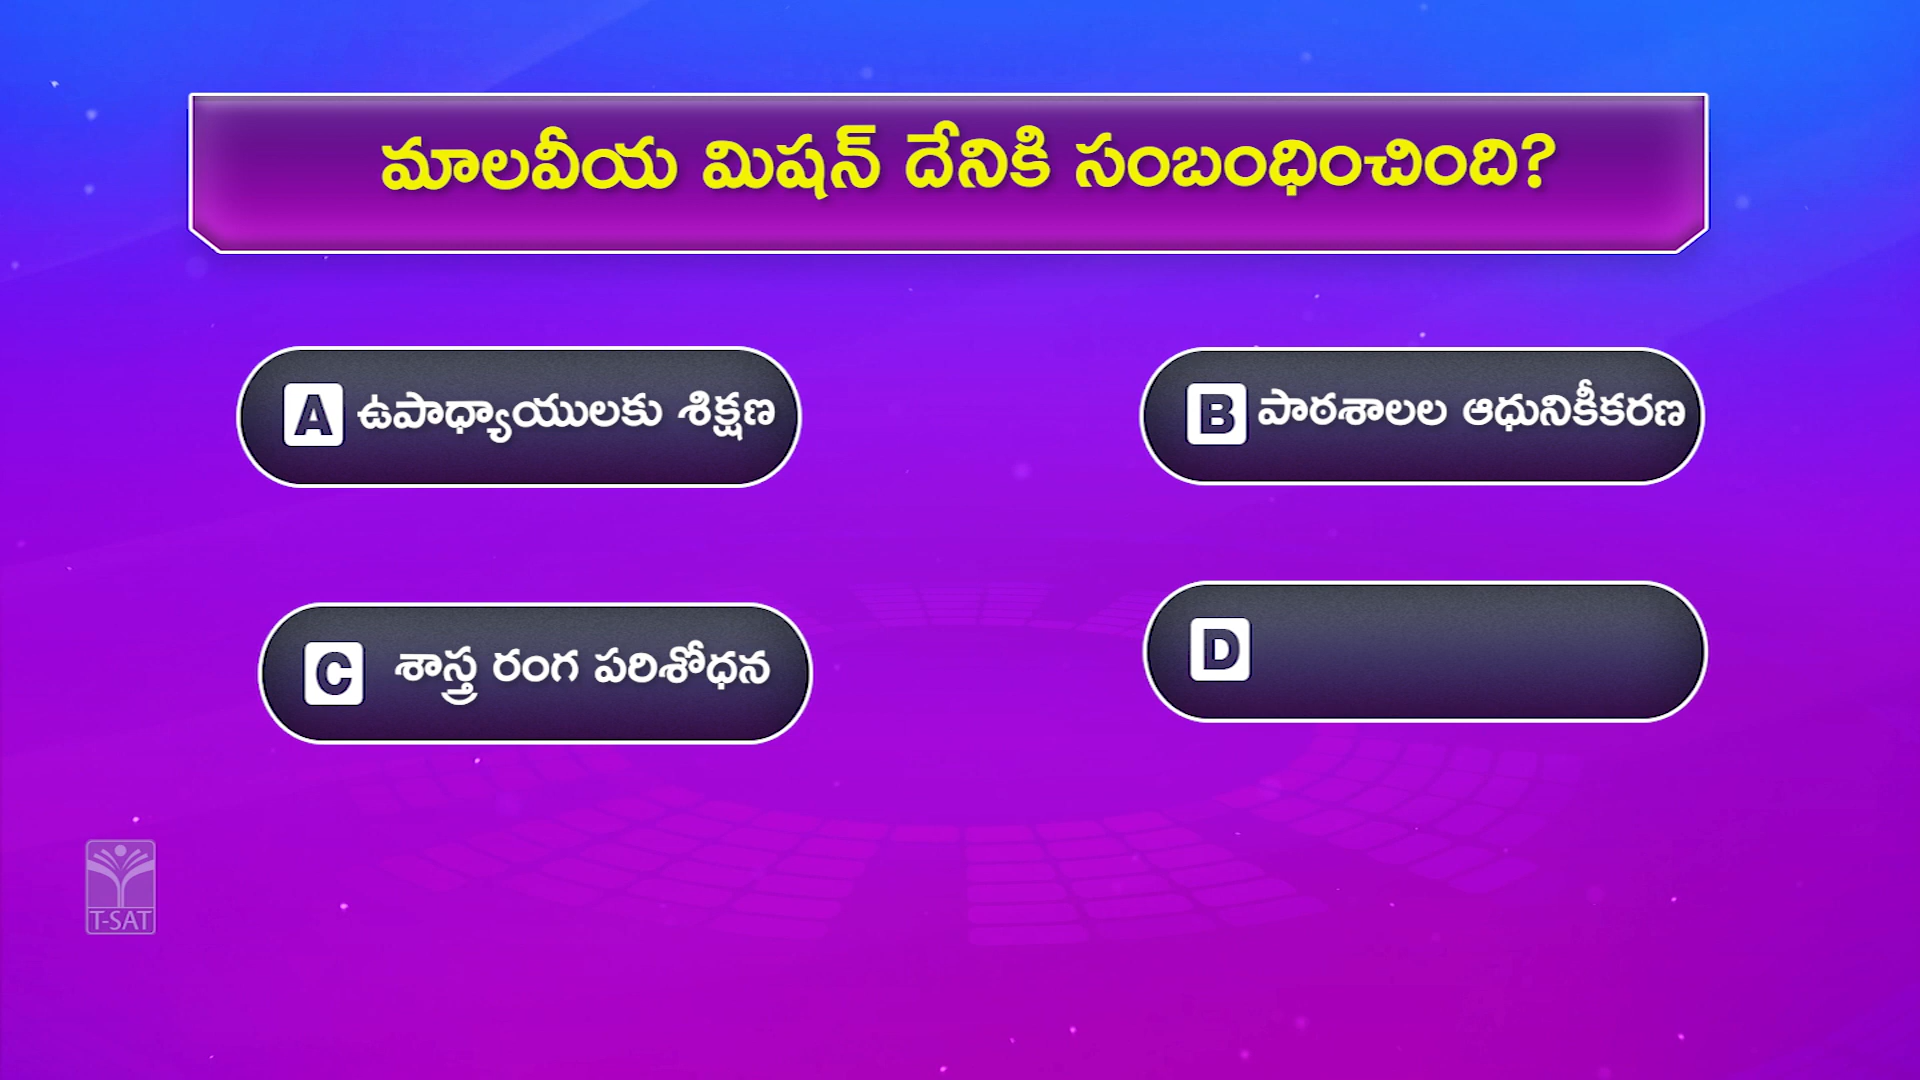 మాలవీయ మిషన్ దేనికి సంబంధించింది?
A ఉపాధ్యాయులకు శిక్షణ
B పాఠశాలల ఆధునికీకరణ
C శాస్త్ర రంగ పరిశోధన
D
T-SAT